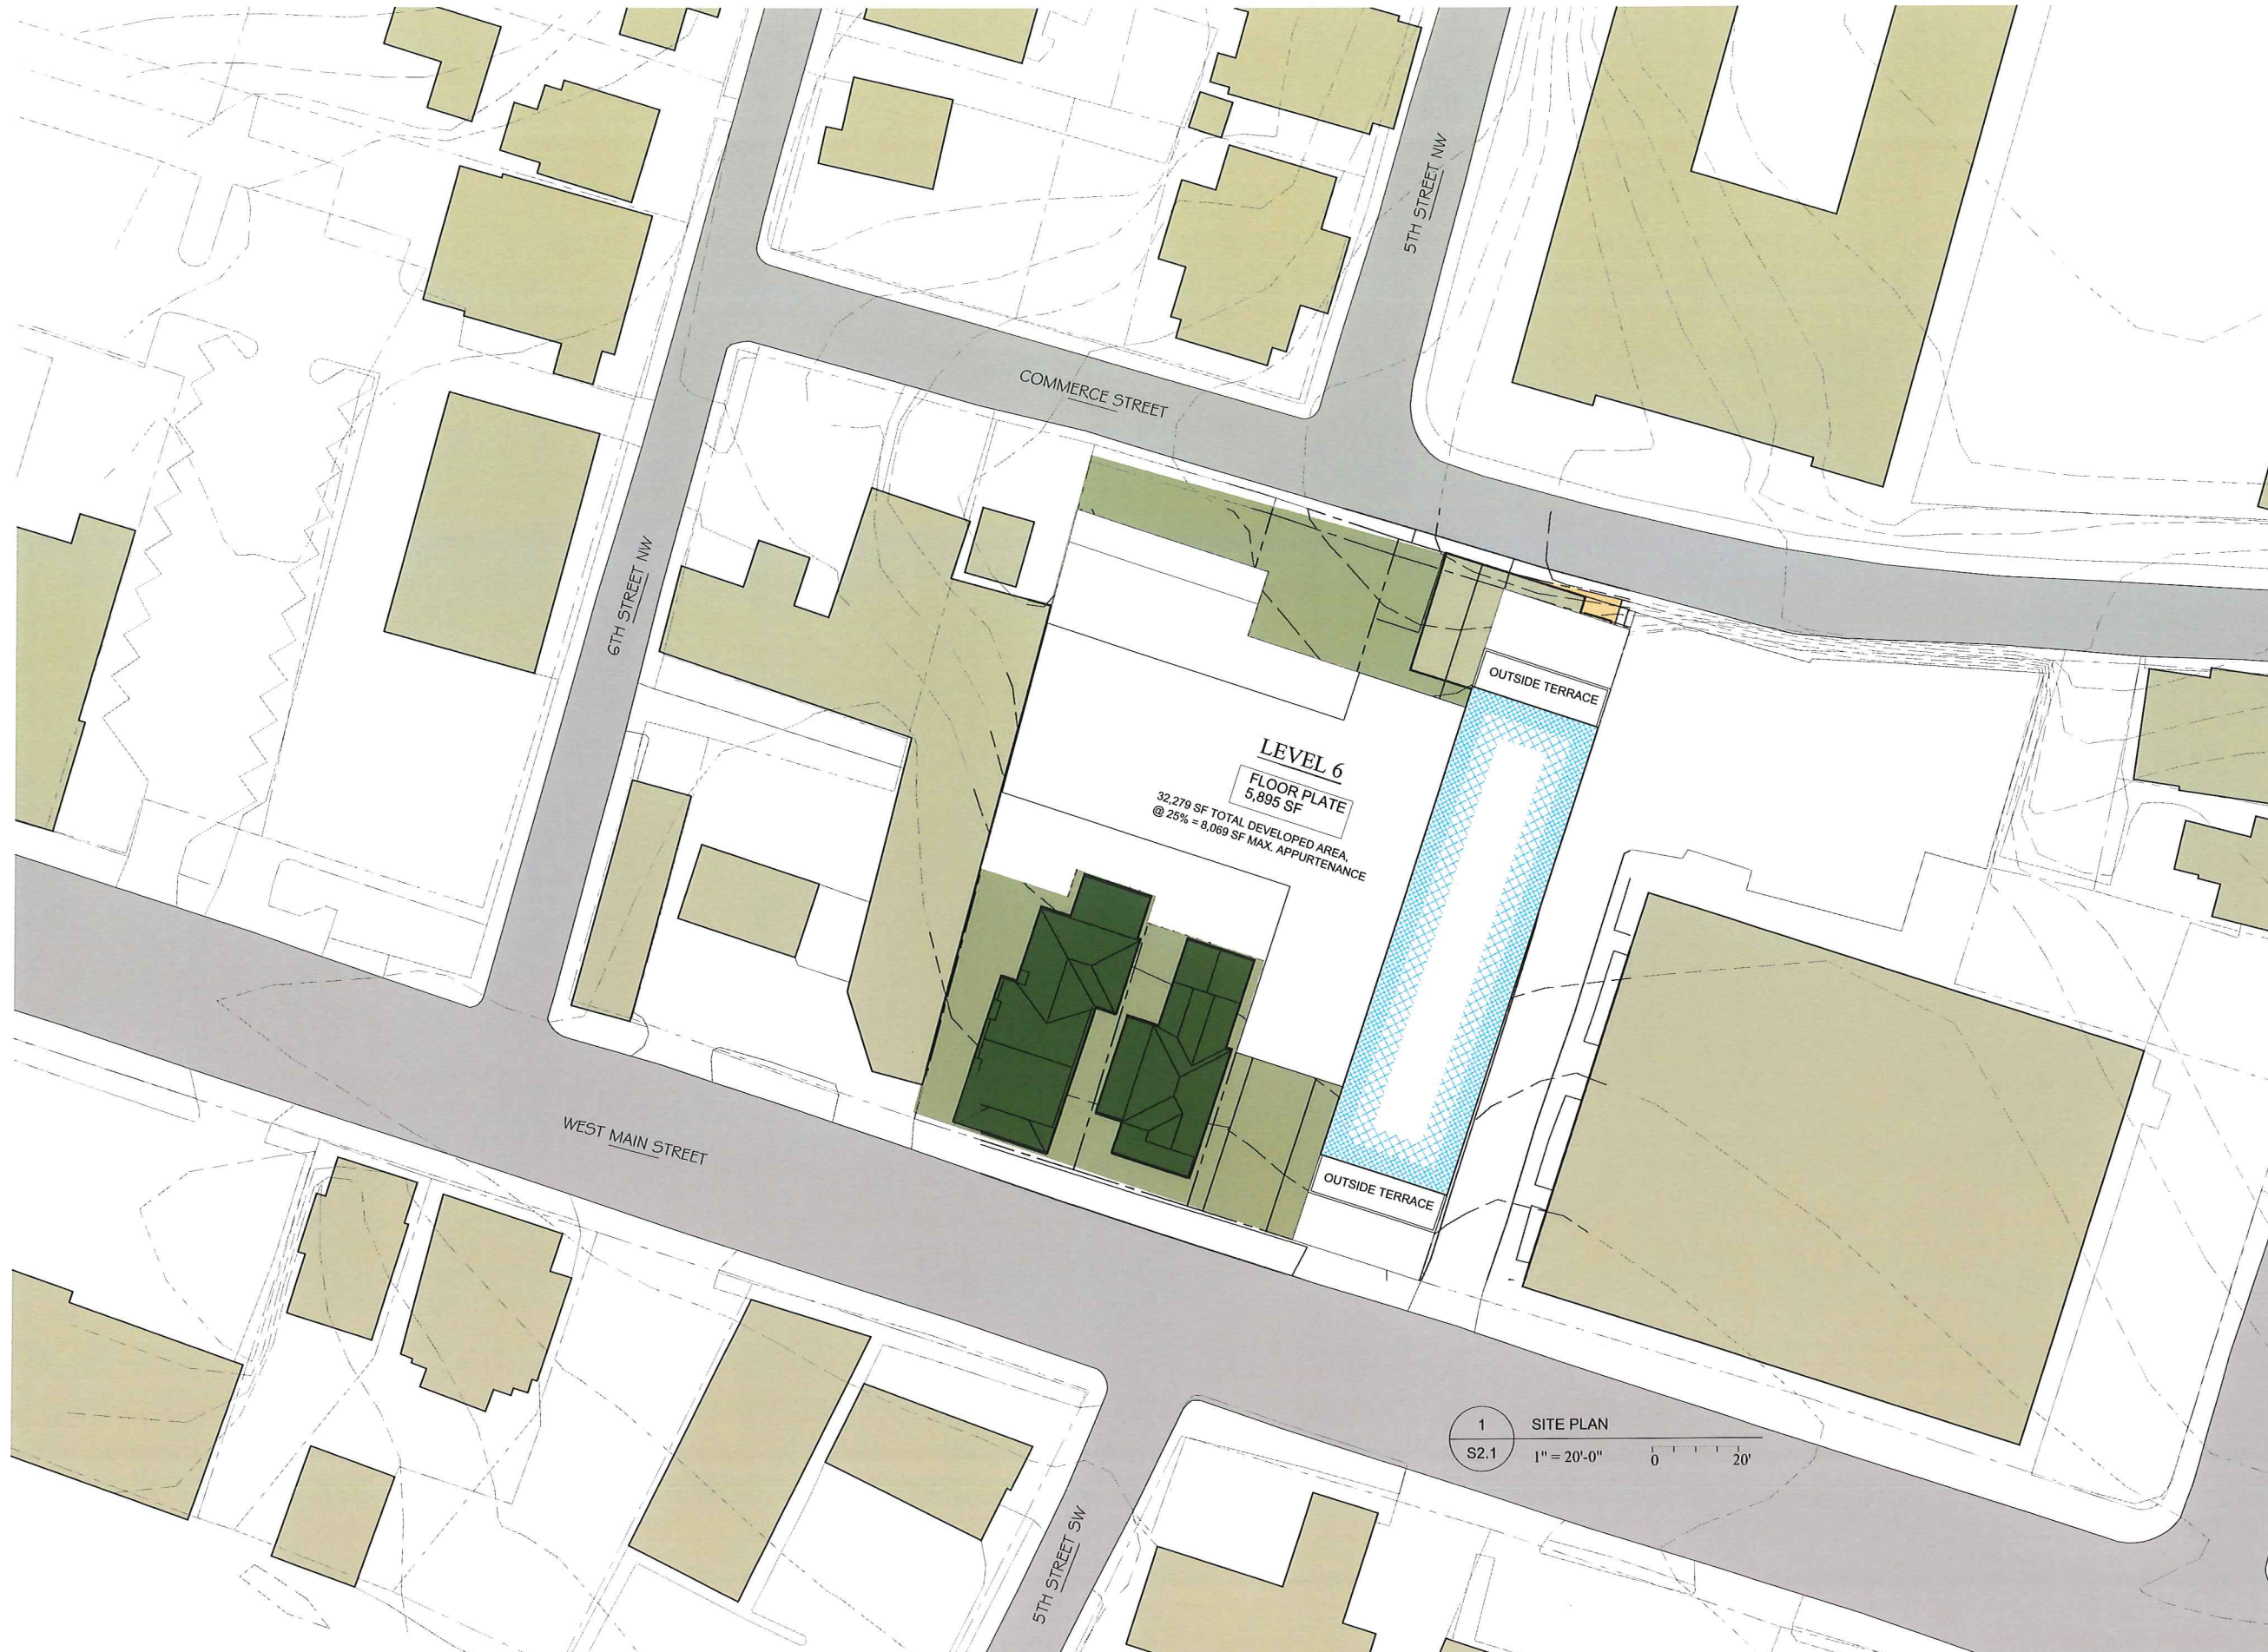 5TH STREET NW
COMMERCE STREET
6TH STREET NW
OUTSIDE TERRACE
LEVEL 6
FLOOR PLATE
5,895 SF
32,279 SF TOTAL DEVELOPED AREA,
@ 25% = 8,069 SF MAX. APPURTENANCE
WEST MAIN STREET
OUTSIDE TERRACE
5TH STREET SW
1
S2.1
SITE PLAN
1" = 20'-0"
0
20'